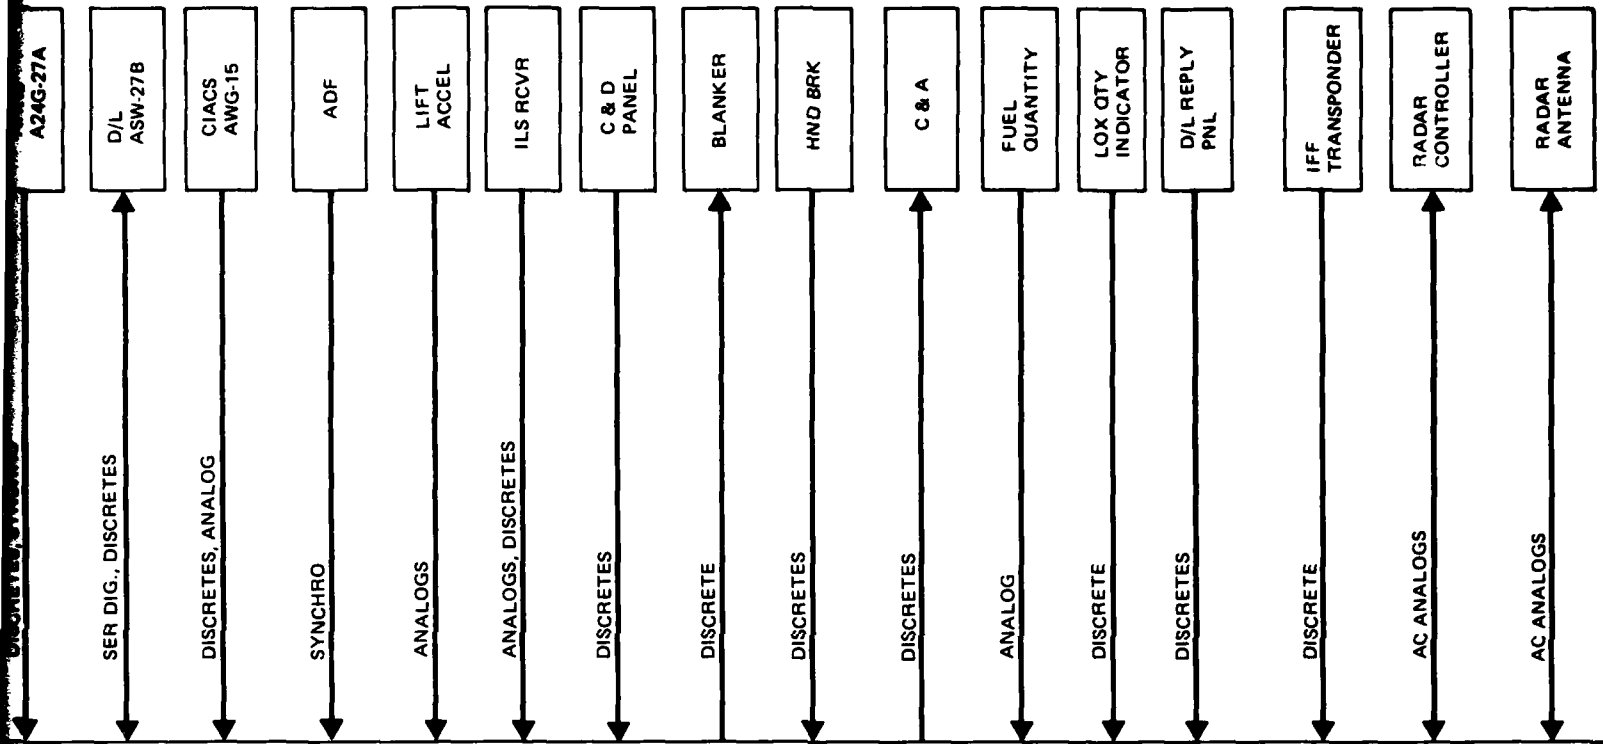 A24G-27A
D/L
ASW-27B
CIACS
AWG-15
ADF
LIFT
ACCEL
ILS RCVR
C & D
PANEL
BLANKER
HND BRK
C & A
FUEL
QUANTITY
LOX QTY
INDICATOR
D/L REPLY
PNL
IFF
TRANSPONDER
RADAR
CONTROLLER
RADAR
ANTENNA
SER DIG., DISCRETES
DISCRETES, ANALOG
SYNCHRO
ANALOGS
ANALOGS, DISCRETES
DISCRETES
DISCRETE
DISCRETES
DISCRETES
ANALOG
DISCRETE
DISCRETES
DISCRETE
AC ANALOGS
AC ANALOGS